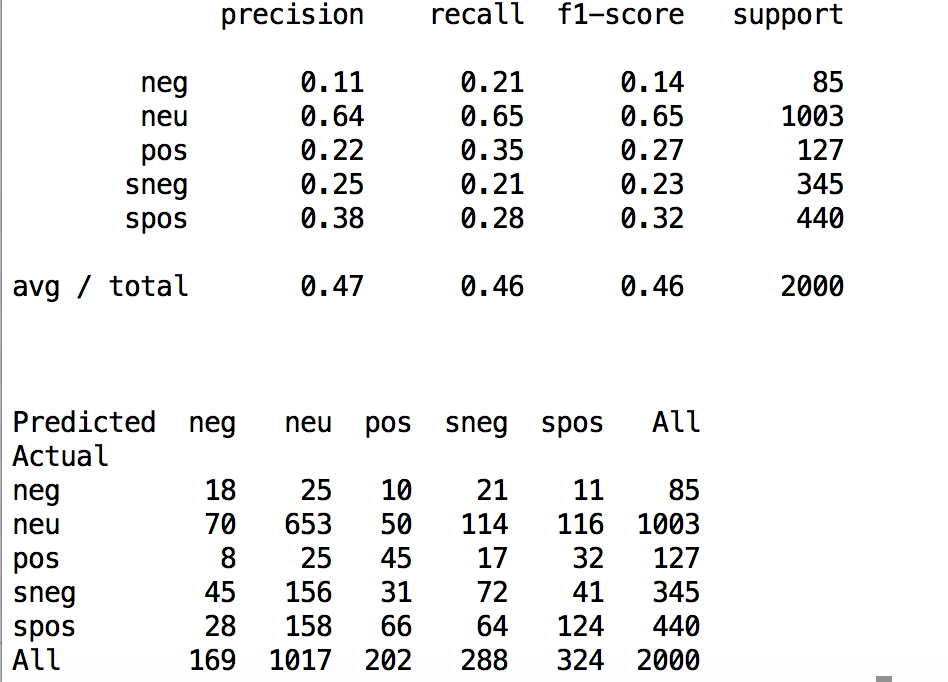 precision recall f1-score support
neg 0.11 0.21 0.14 85
neu 0.64 0.65 0.65 1003
pos 0.22 0.35 0.27 127
sneg 0.25 0.21 0.23 345
spos 0.38 0.28 0.32 440
avg / total 0.47 0.46 0.46 2000
Predicted neg neu pos sneg spos All
Actual
neg 18 25 10 21 11 85
neu 70 653 50 114 116 1003
pos 8 25 45 17 32 127
sneg 45 156 31 72 41 345
spos 28 158 66 64 124 440
All 169 1017 202 288 324 2000